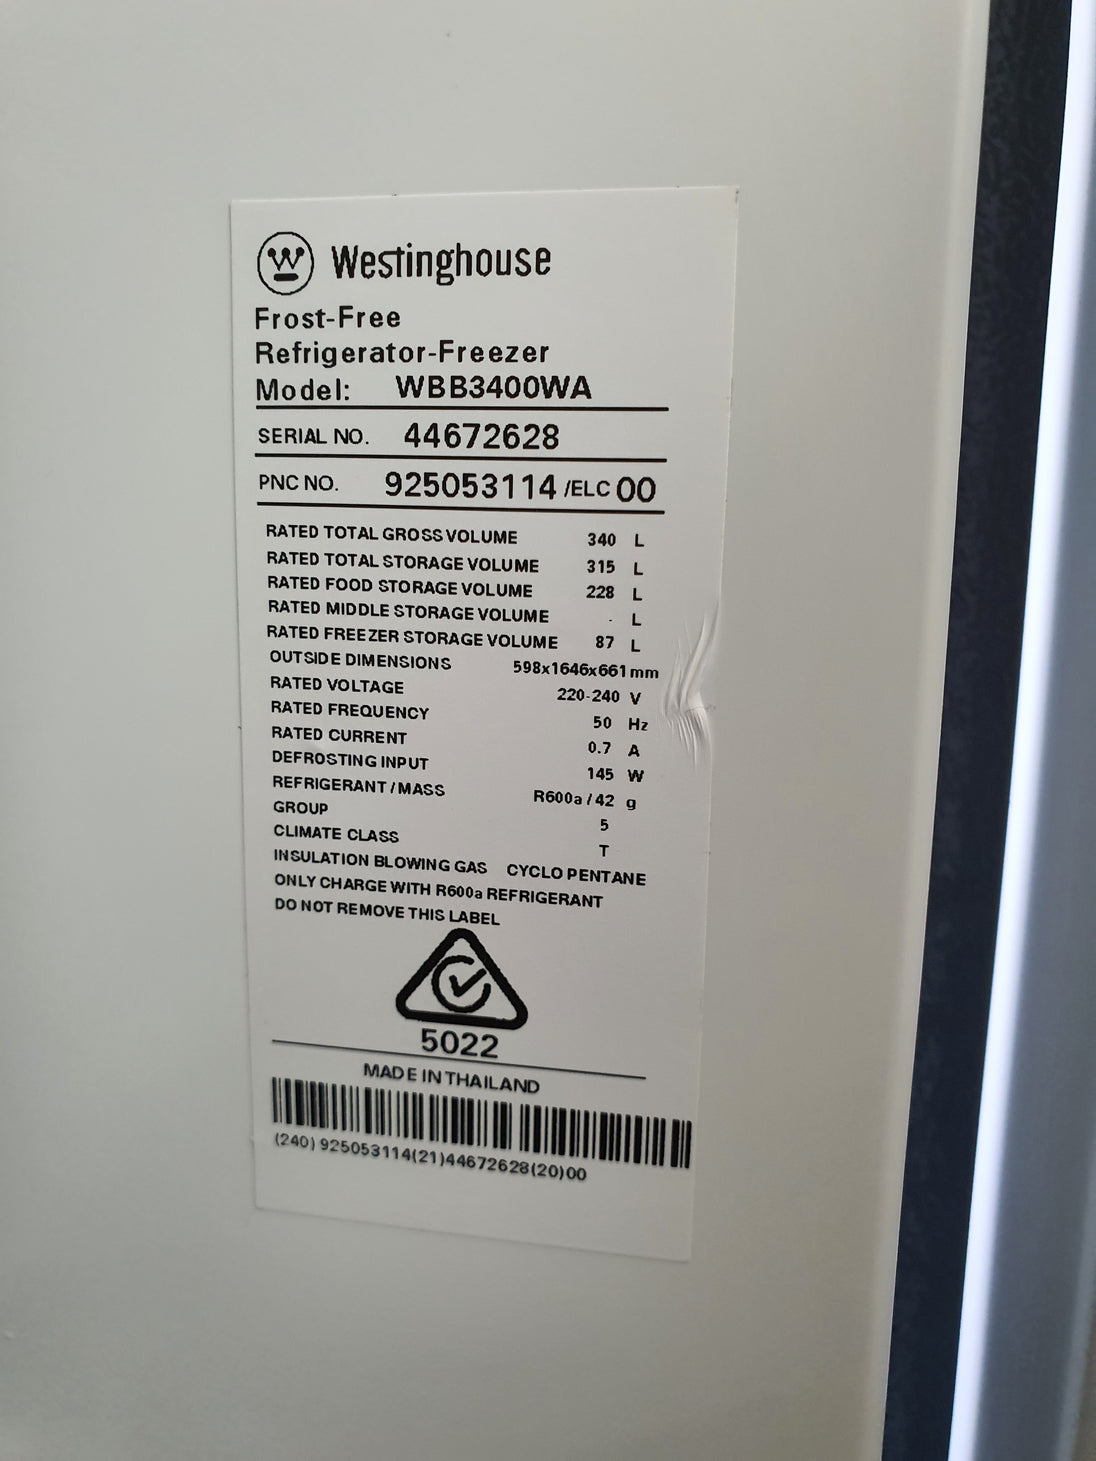 Westinghouse
Frost-Free
Refrigerator-Freezer
Model: WBB3400WA
SERIAL NO. 44672628
PNC NO. 925053114 /ELC 00
RATED TOTAL GROSS VOLUME 340 L
RATED TOTAL STORAGE VOLUME 315 L
RATED FOOD STORAGE VOLUME 228 L
RATED MIDDLE STORAGE VOLUME - L
RATED FREEZER STORAGE VOLUME 87 L
OUTSIDE DIMENSIONS 598x1646x661 mm
RATED VOLTAGE 220-240 V
RATED FREQUENCY 50 Hz
RATED CURRENT 0.7 A
DEFROSTING INPUT 145 W
REFRIGERANT / MASS R600a / 42 g
GROUP 5
CLIMATE CLASS T
INSULATION BLOWING GAS CYCLO PENTANE
ONLY CHARGE WITH R600a REFRIGERANT
DO NOT REMOVE THIS LABEL
5022
MADE IN THAILAND
(240) 925053114(21)44672628(20)00